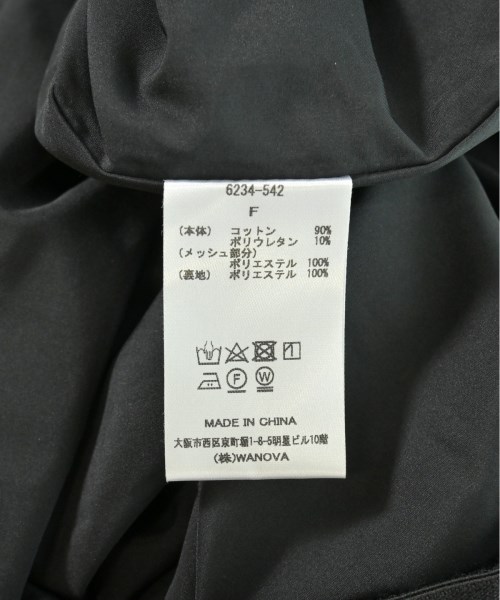 6234-542
F
(本体) コットン 90%
ポリウレタン 10%
(メッシュ部分)
ポリエステル 100%
(裏地) ポリエステル 100%
F W
MADE IN CHINA
大阪市西区京町堀1-8-5明星ビル10階
(株)WANOVA